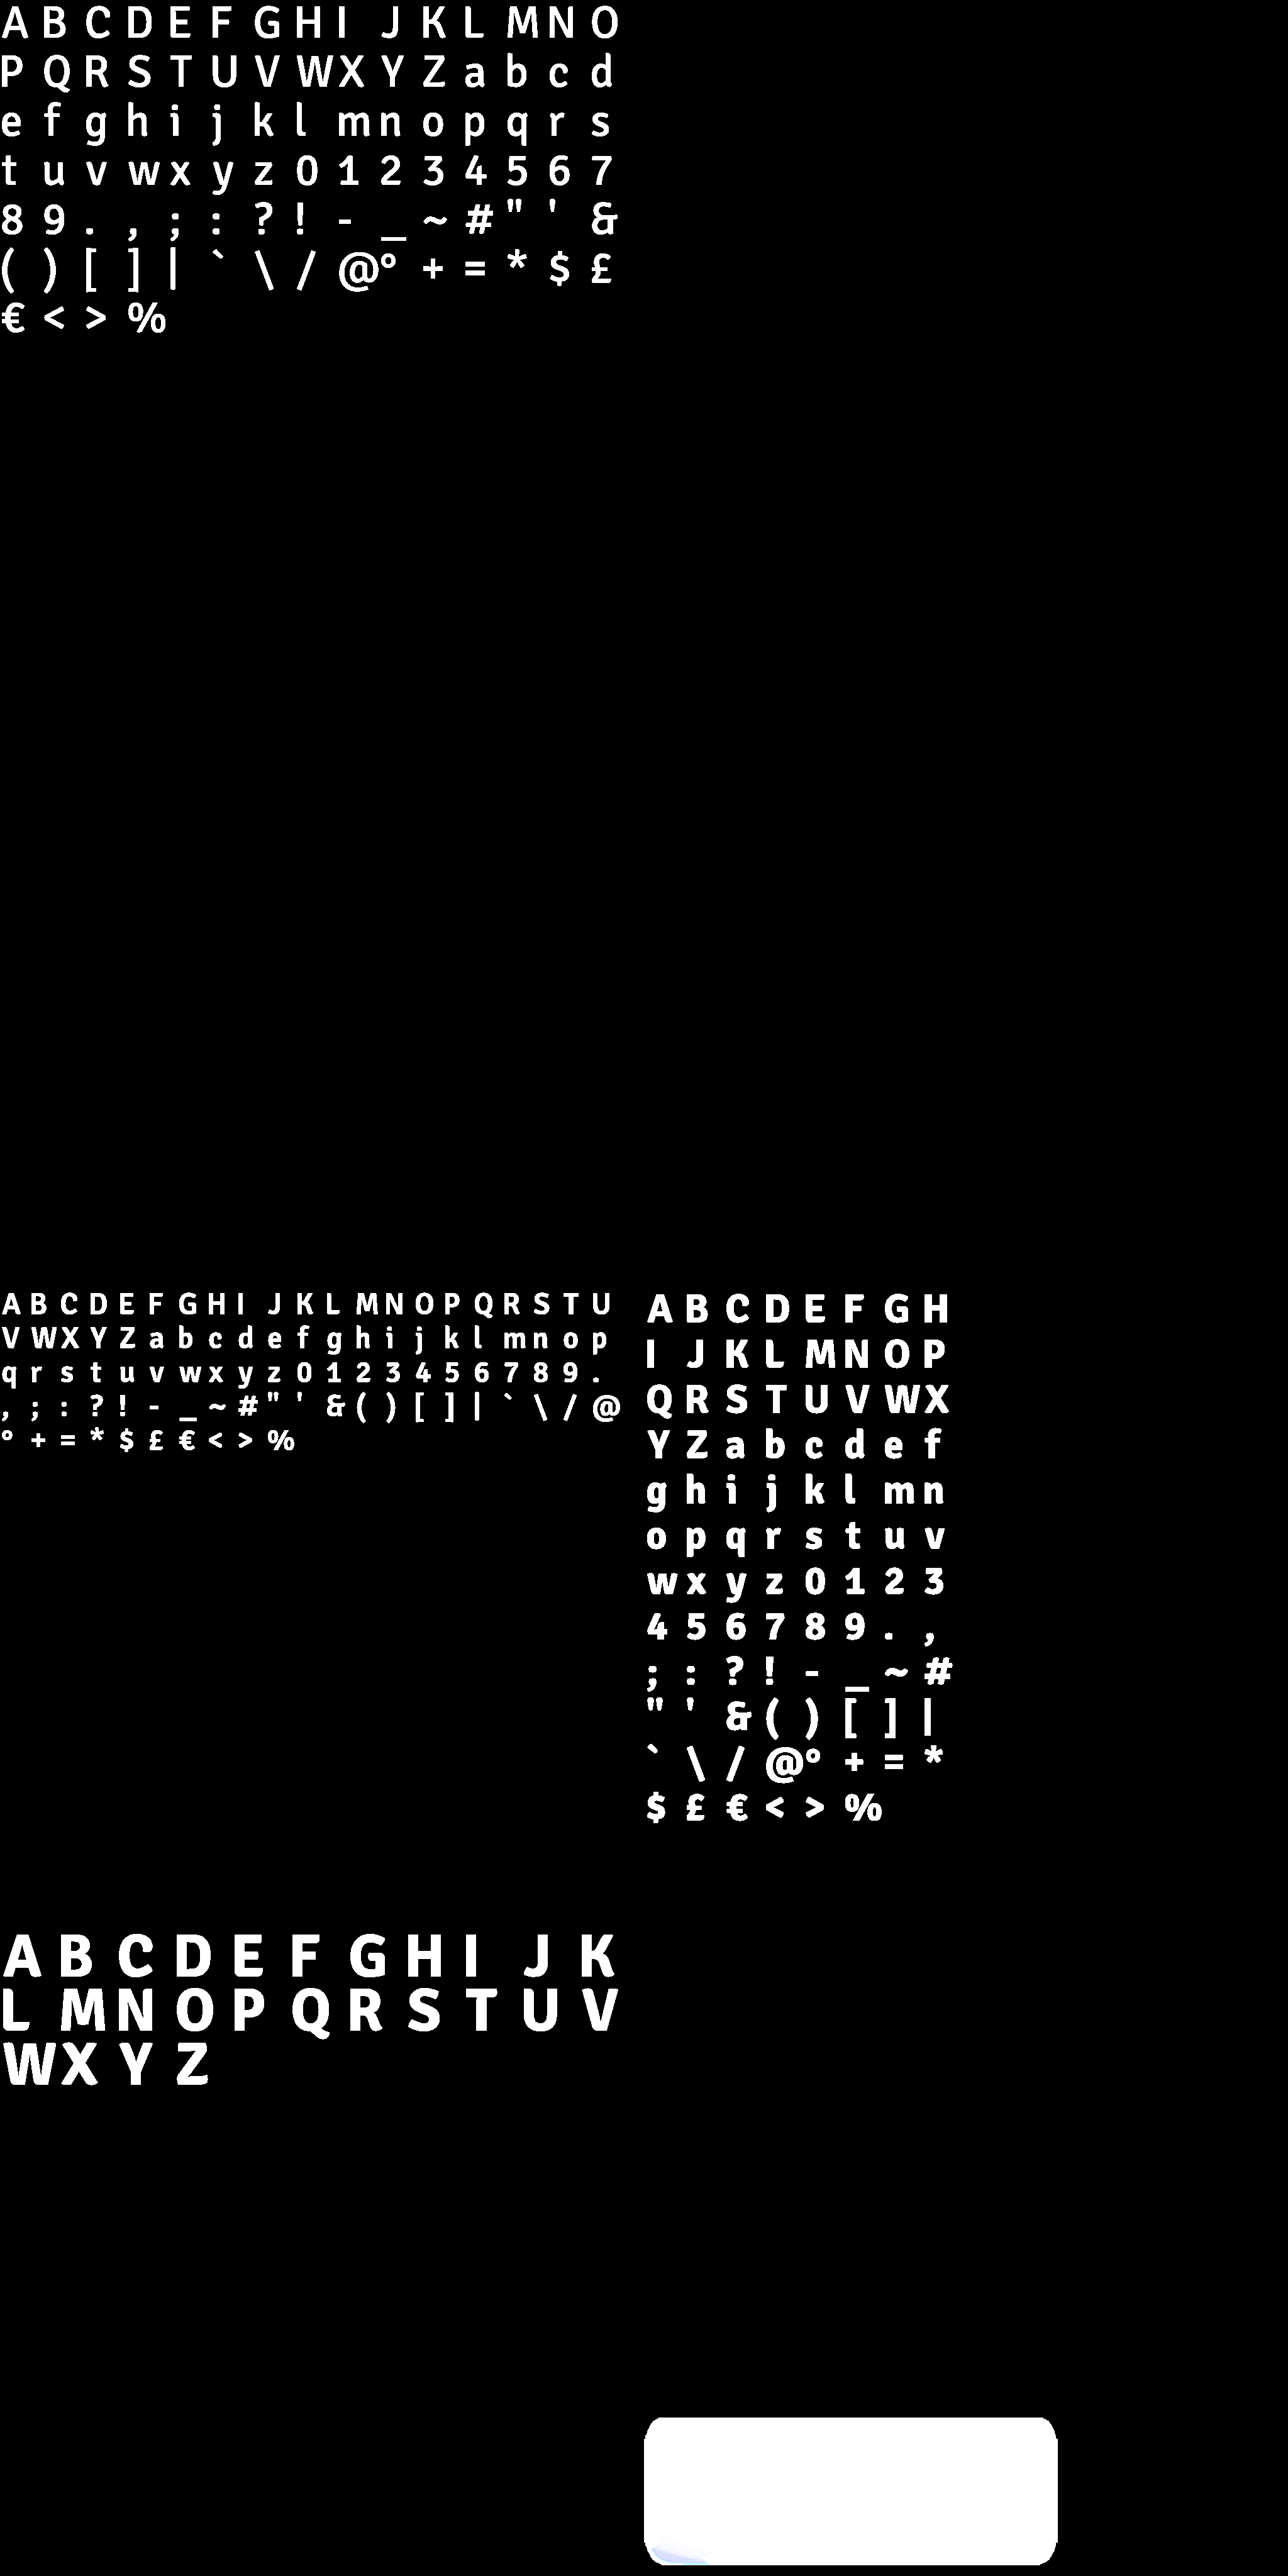 A B C D E F G H I J K L M N O
P Q R S T U V W X Y Z a b c d
e f g h i j k l m n o p q r s
t u v w x y z 0 1 2 3 4 5 6 7
8 9 . , ; : ? ! - _ ~ # " ' &
( ) [ ] | ` \ / @ ° + = * $ £
€ < > %
A B C D E F G H I J K L M N O P Q R S T U
V W X Y Z a b c d e f g h i j k l m n o p
q r s t u v w x y z 0 1 2 3 4 5 6 7 8 9 .
, ; : ? ! - _ ~ # " ' & ( ) [ ] | ` \ / @
° + = * $ £ € < > %
A B C D E F G H
I J K L M N O P
Q R S T U V W X
Y Z a b c d e f
g h i j k l m n
o p q r s t u v
w x y z 0 1 2 3
4 5 6 7 8 9 . ,
; : ? ! - _ ~ #
" ' & ( ) [ ] |
` \ / @ ° + = *
$ £ € < > %
A B C D E F G H I J K
L M N O P Q R S T U V
W X Y Z